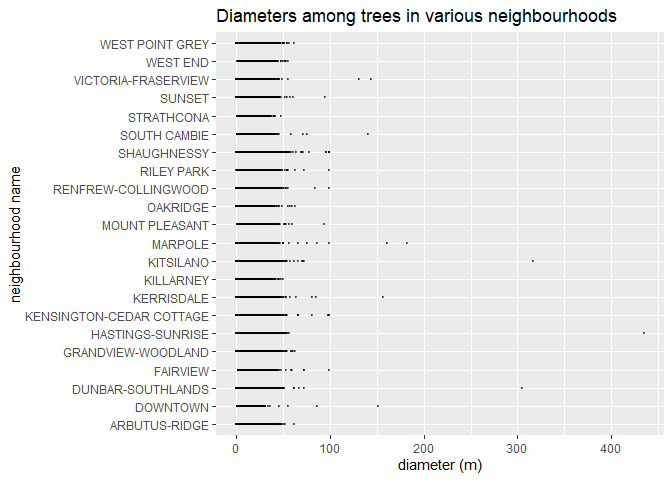 Diameters among trees in various neighbourhoods
neighbourhood name
WEST POINT GREY
WEST END
VICTORIA-FRASERVIEW
SUNSET
STRATHCONA
SOUTH CAMBIE
SHAUGHNESSY
RILEY PARK
RENFREW-COLLINGWOOD
OAKRIDGE
MOUNT PLEASANT
MARPOLE
KITSILANO
KILLARNEY
KERRISDALE
KENSINGTON-CEDAR COTTAGE
HASTINGS-SUNRISE
GRANDVIEW-WOODLAND
FAIRVIEW
DUNBAR-SOUTHLANDS
DOWNTOWN
ARBUTUS-RIDGE
0 100 200 300 400
diameter (m)